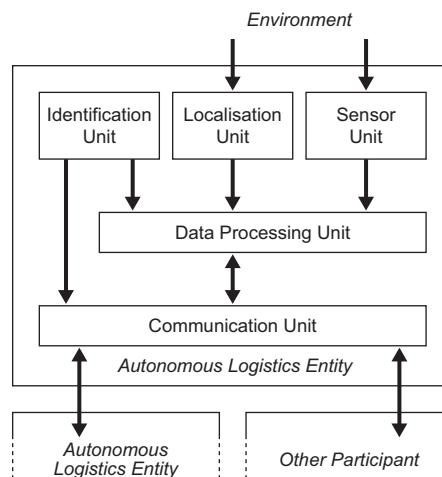 Environment
Identification
Unit
Localisation
Unit
Sensor
Unit
Data Processing Unit
Communication Unit
Autonomous Logistics Entity
Autonomous
Logistics Entity
Other Participant